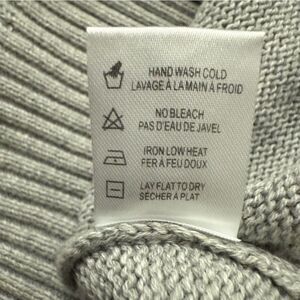 HAND WASH COLD
LAVAGE À LA MAIN À FROID
NO BLEACH
PAS D'EAU DE JAVEL
IRON LOW HEAT
FER À FEU DOUX
LAY FLAT TO DRY
SÉCHER À PLAT